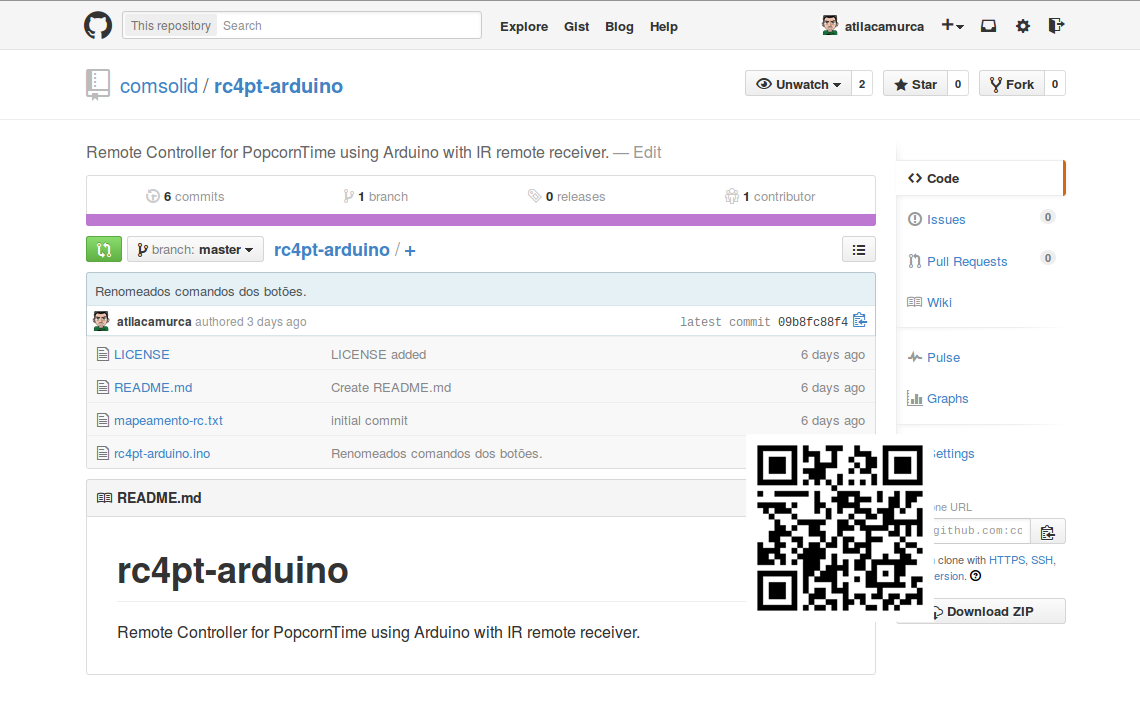 This repository Search Explore Gist Blog Help atilacamurca
comsolid / rc4pt-arduino Unwatch 2 Star 0 Fork 0
Remote Controller for PopcornTime using Arduino with IR remote receiver. — Edit
6 commits 1 branch 0 releases 1 contributor
branch: master rc4pt-arduino / +
Renomeados comandos dos botões.
atilacamurca authored 3 days ago latest commit 09b8fc88f4
LICENSE LICENSE added 6 days ago
README.md Create README.md 6 days ago
mapeamento-rc.txt initial commit 6 days ago
rc4pt-arduino.ino Renomeados comandos dos botões.
README.md
rc4pt-arduino
Remote Controller for PopcornTime using Arduino with IR remote receiver.
Code
Issues 0
Pull Requests 0
Wiki
Pulse
Graphs
Settings
one URL
github.com:co
clone with HTTPS, SSH,
ersion.
Download ZIP